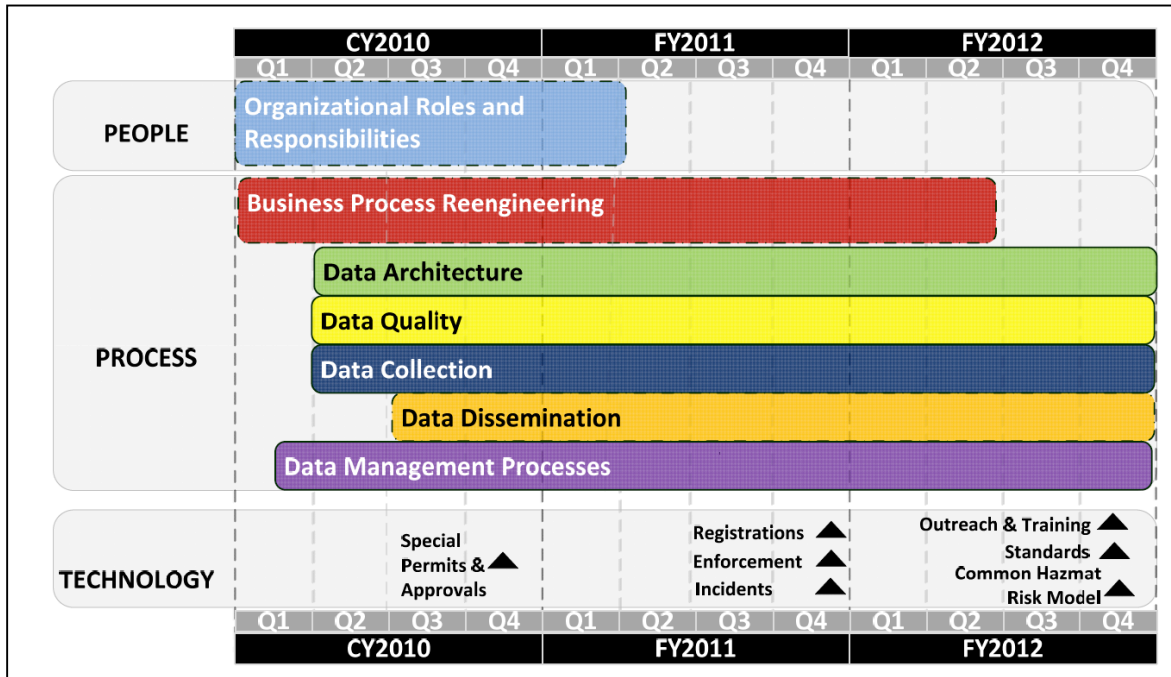 CY2010 FY2011 FY2012
Q1 Q2 Q3 Q4 Q1 Q2 Q3 Q4 Q1 Q2 Q3 Q4
PEOPLE
Organizational Roles and
Responsibilities
PROCESS
Business Process Reengineering
Data Architecture
Data Quality
Data Collection
Data Dissemination
Data Management Processes
TECHNOLOGY
Special
Permits &
Approvals
Registrations
Enforcement
Incidents
Outreach & Training
Standards
Common Hazmat
Risk Model
Q1 Q2 Q3 Q4 Q1 Q2 Q3 Q4 Q1 Q2 Q3 Q4
CY2010 FY2011 FY2012